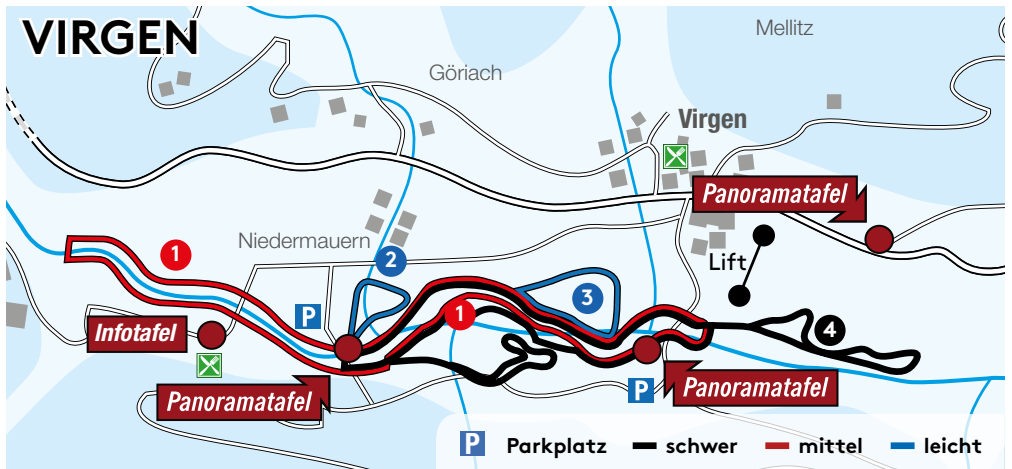 VIRGEN
Mellitz
Göriach
Virgen
Panoramatafel
Niedermauern
2
1
Lift
3
P
1
4
Infotafel
Panoramatafel
P
Panoramatafel
P Parkplatz schwer mittel leicht